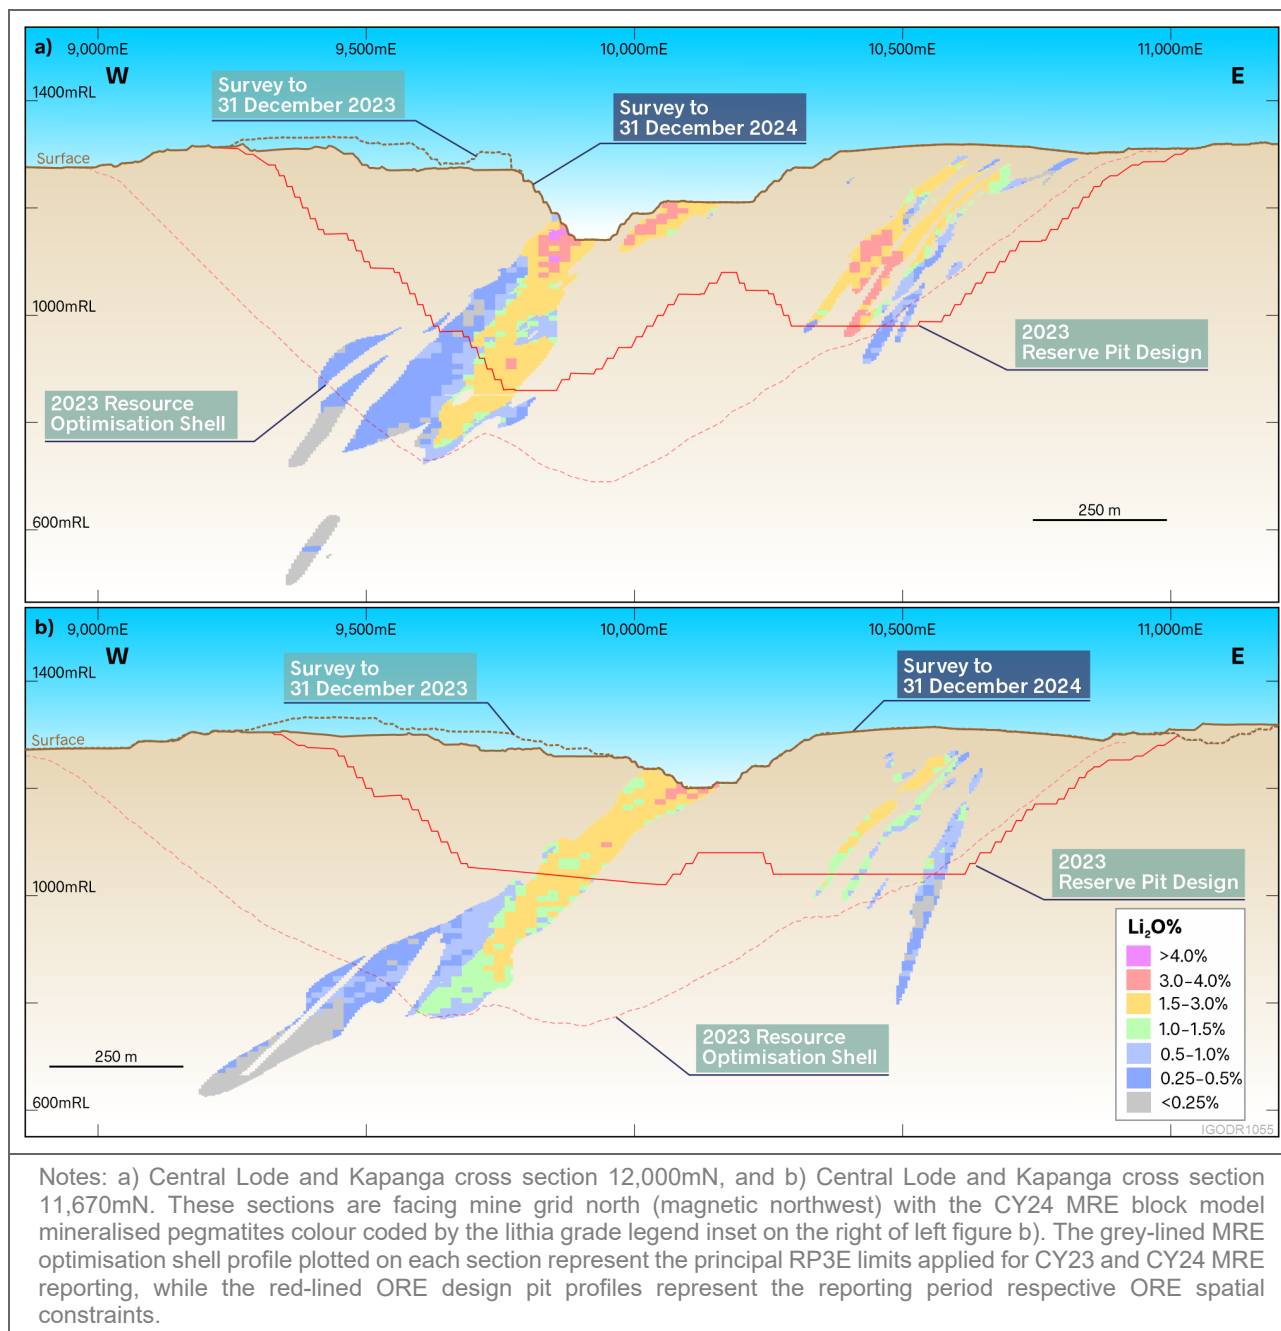 a)
9,000mE
9,500mE
10,000mE
10,500mE
11,000mE
W
E
1400mRL
Survey to
31 December 2023
Survey to
31 December 2024
Surface
1000mRL
2023
Reserve Pit Design
2023 Resource
Optimisation Shell
250 m
600mRL
b)
9,000mE
9,500mE
10,000mE
10,500mE
11,000mE
W
E
1400mRL
Survey to
31 December 2023
Survey to
31 December 2024
Surface
2023
Reserve Pit Design
1000mRL
Li₂O%
>4.0%
3.0–4.0%
1.5–3.0%
1.0–1.5%
0.5–1.0%
0.25–0.5%
<0.25%
2023 Resource
Optimisation Shell
250 m
600mRL
IGODR1055
Notes: a) Central Lode and Kapanga cross section 12,000mN, and b) Central Lode and Kapanga cross section
11,670mN. These sections are facing mine grid north (magnetic northwest) with the CY24 MRE block model
mineralised pegmatites colour coded by the lithia grade legend inset on the right of left figure b). The grey-lined MRE
optimisation shell profile plotted on each section represent the principal RP3E limits applied for CY23 and CY24 MRE
reporting, while the red-lined ORE design pit profiles represent the reporting period respective ORE spatial
constraints.